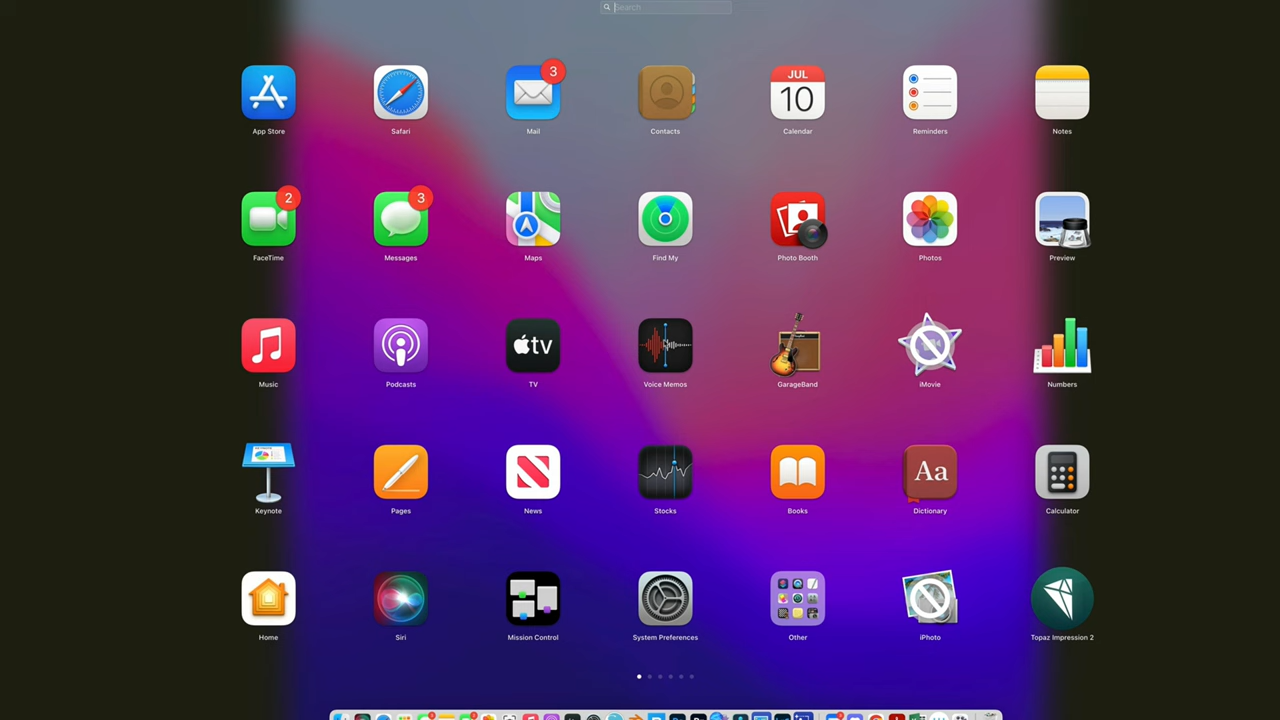 Search
3
JUL
10
App Store
Safari
Mail
Contacts
Calendar
Reminders
Notes
2
3
FaceTime
Messages
Maps
Find My
Photo Booth
Photos
Preview
tv
Music
Podcasts
TV
Voice Memos
GarageBand
iMovie
Numbers
Aa
Keynote
Pages
News
Stocks
Books
Dictionary
Calculator
Home
Siri
Mission Control
System Preferences
Other
iPhoto
Topaz Impression 2